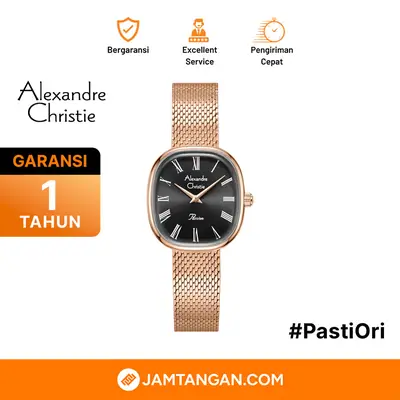 Bergaransi
Excellent
Service
Pengiriman
Cepat
Alexandre
Christie
GARANSI
1
TAHUN
Alexandre
Christie
#PastiOri
JAMTANGAN.COM